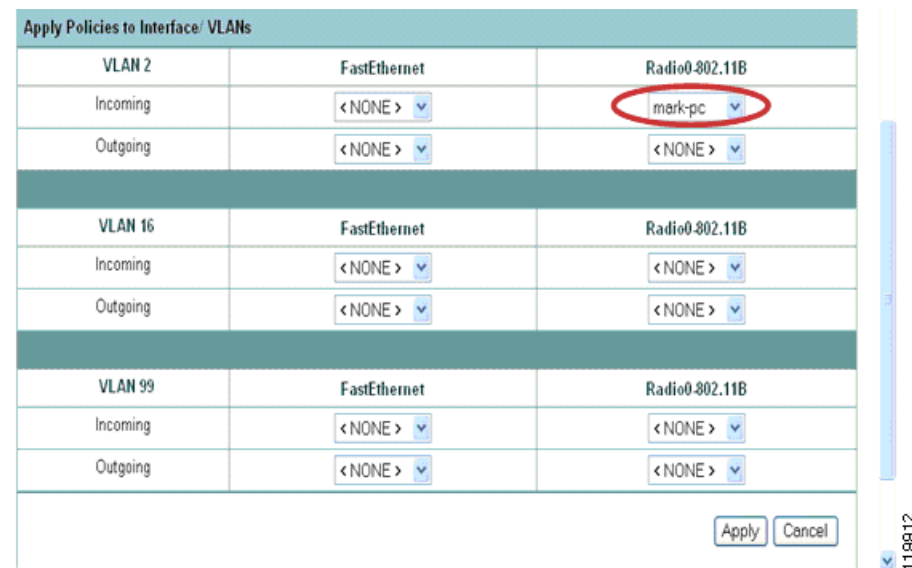 Apply Policies to Interface/ VLANs
VLAN 2 FastEthernet Radio0-802.11B
Incoming <NONE> mark-pc
Outgoing <NONE> <NONE>
VLAN 16 FastEthernet Radio0-802.11B
Incoming <NONE> <NONE>
Outgoing <NONE> <NONE>
VLAN 99 FastEthernet Radio0-802.11B
Incoming <NONE> <NONE>
Outgoing <NONE> <NONE>
Apply Cancel
119912